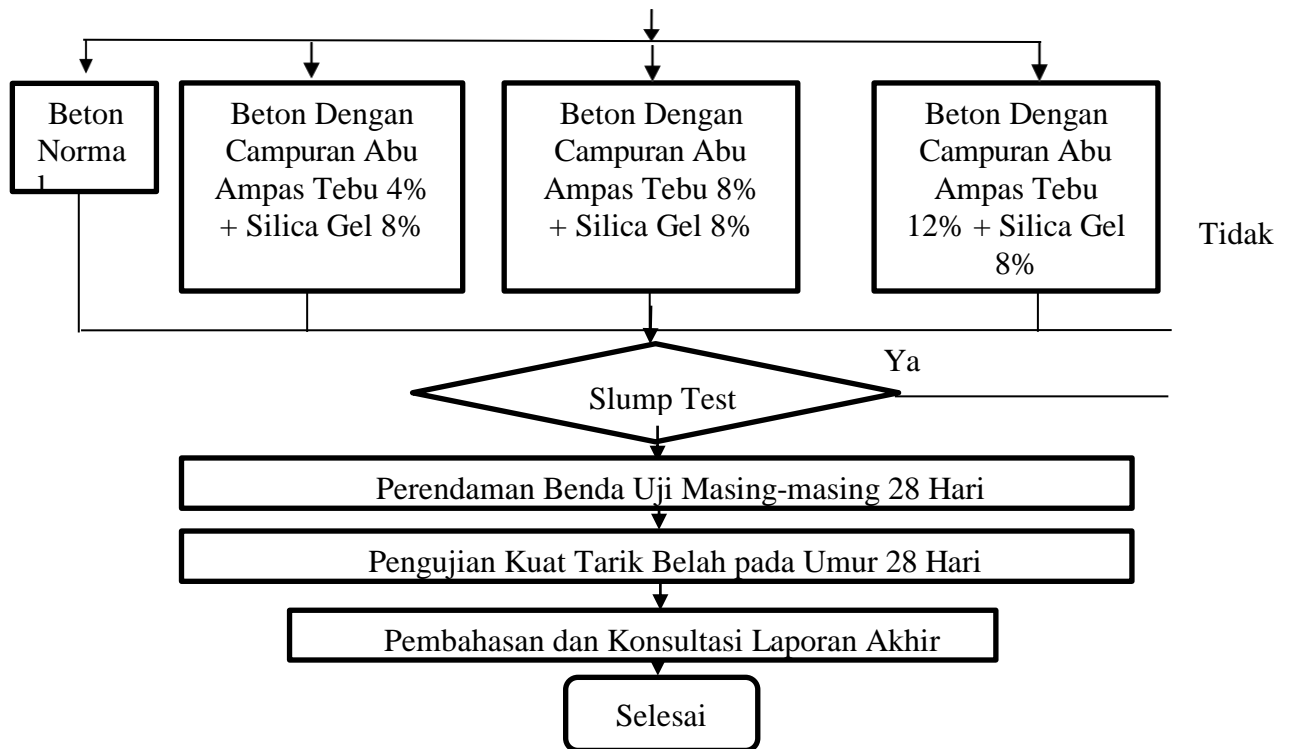 Beton
Norma
l
Beton Dengan
Campuran Abu
Ampas Tebu 4%
+ Silica Gel 8%
Beton Dengan
Campuran Abu
Ampas Tebu 8%
+ Silica Gel 8%
Beton Dengan
Campuran Abu
Ampas Tebu
12% + Silica Gel
8%
Tidak
Ya
Slump Test
Perendaman Benda Uji Masing-masing 28 Hari
Pengujian Kuat Tarik Belah pada Umur 28 Hari
Pembahasan dan Konsultasi Laporan Akhir
Selesai